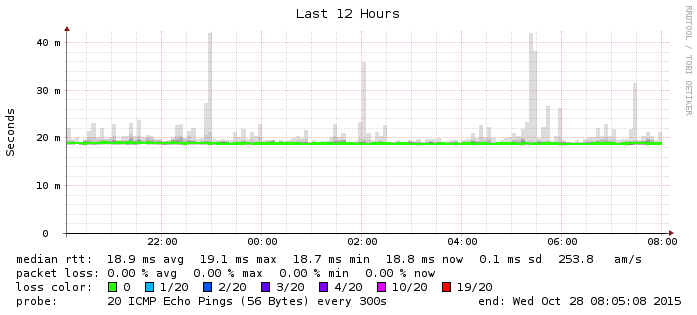 Last 12 Hours
RRDTOOL / TOBI OETIKER
Seconds
40 m
30 m
20 m
10 m
0
22:00 00:00 02:00 04:00 06:00 08:00
median rtt: 18.9 ms avg 19.1 ms max 18.7 ms min 18.8 ms now 0.1 ms sd 253.8 am/s
packet loss: 0.00 % avg 0.00 % max 0.00 % min 0.00 % now
loss color: 0 1/20 2/20 3/20 4/20 10/20 19/20
probe: 20 ICMP Echo Pings (56 Bytes) every 300s end: Wed Oct 28 08:05:08 2015